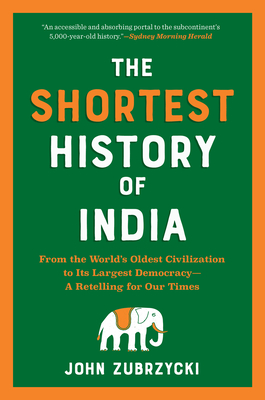 "An accessible and absorbing portal to the subcontinent's
5,000-year-old history."—Sydney Morning Herald
THE
SHORTEST
HISTORY
OF
INDIA
From the World's Oldest Civilization
to Its Largest Democracy—
A Retelling for Our Times
JOHN ZUBRZYCKI